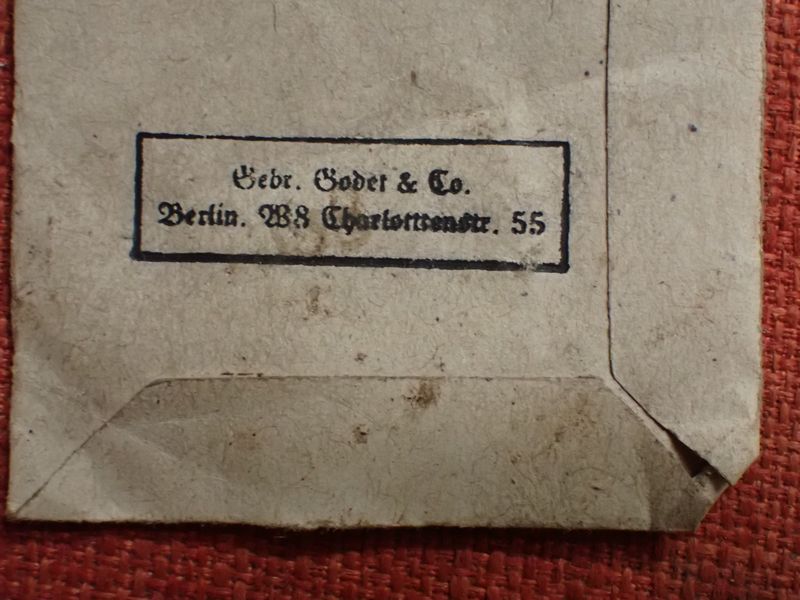 Gebr. Godet & Co.
Berlin. W8 Charlottenstr. 55